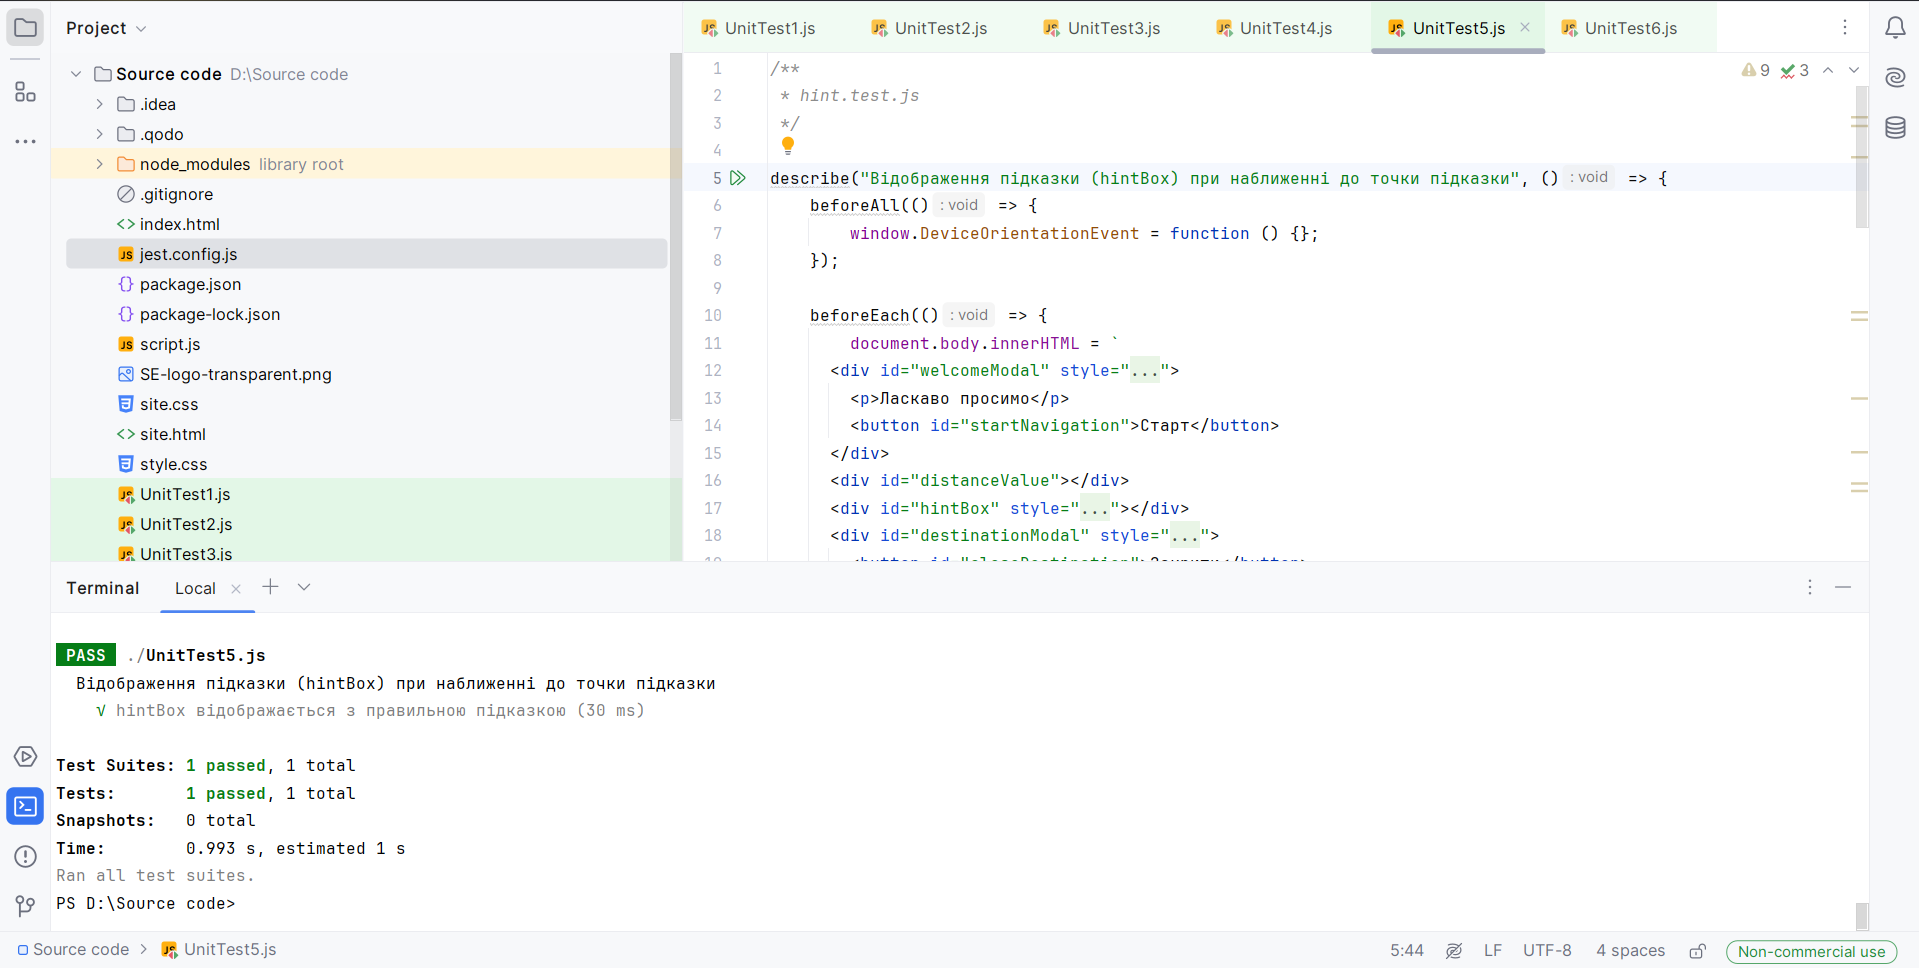 Project
UnitTest1.js UnitTest2.js UnitTest3.js UnitTest4.js UnitTest5.js UnitTest6.js
Source code D:\Source code
.idea
.qodo
node_modules library root
.gitignore
index.html
jest.config.js
package.json
package-lock.json
script.js
SE-logo-transparent.png
site.css
site.html
style.css
UnitTest1.js
UnitTest2.js
UnitTest3.js
9 3
1 /**
2 * hint.test.js
3 */
4
5 describe("Відображення підказки (hintBox) при наближенні до точки підказки", () : void => {
6 beforeAll(() : void => {
7 window.DeviceOrientationEvent = function () {};
8 });
9
10 beforeEach(() : void => {
11 document.body.innerHTML = `
12 <div id="welcomeModal" style="...">
13 <p>Ласкаво просимо</p>
14 <button id="startNavigation">Старт</button>
15 </div>
16 <div id="distanceValue"></div>
17 <div id="hintBox" style="..."></div>
18 <div id="destinationModal" style="...">
Terminal Local
PASS ./UnitTest5.js
Відображення підказки (hintBox) при наближенні до точки підказки
√ hintBox відображається з правильною підказкою (30 ms)
Test Suites: 1 passed, 1 total
Tests: 1 passed, 1 total
Snapshots: 0 total
Time: 0.993 s, estimated 1 s
Ran all test suites.
PS D:\Source code>
Source code UnitTest5.js
5:44 LF UTF-8 4 spaces Non-commercial use